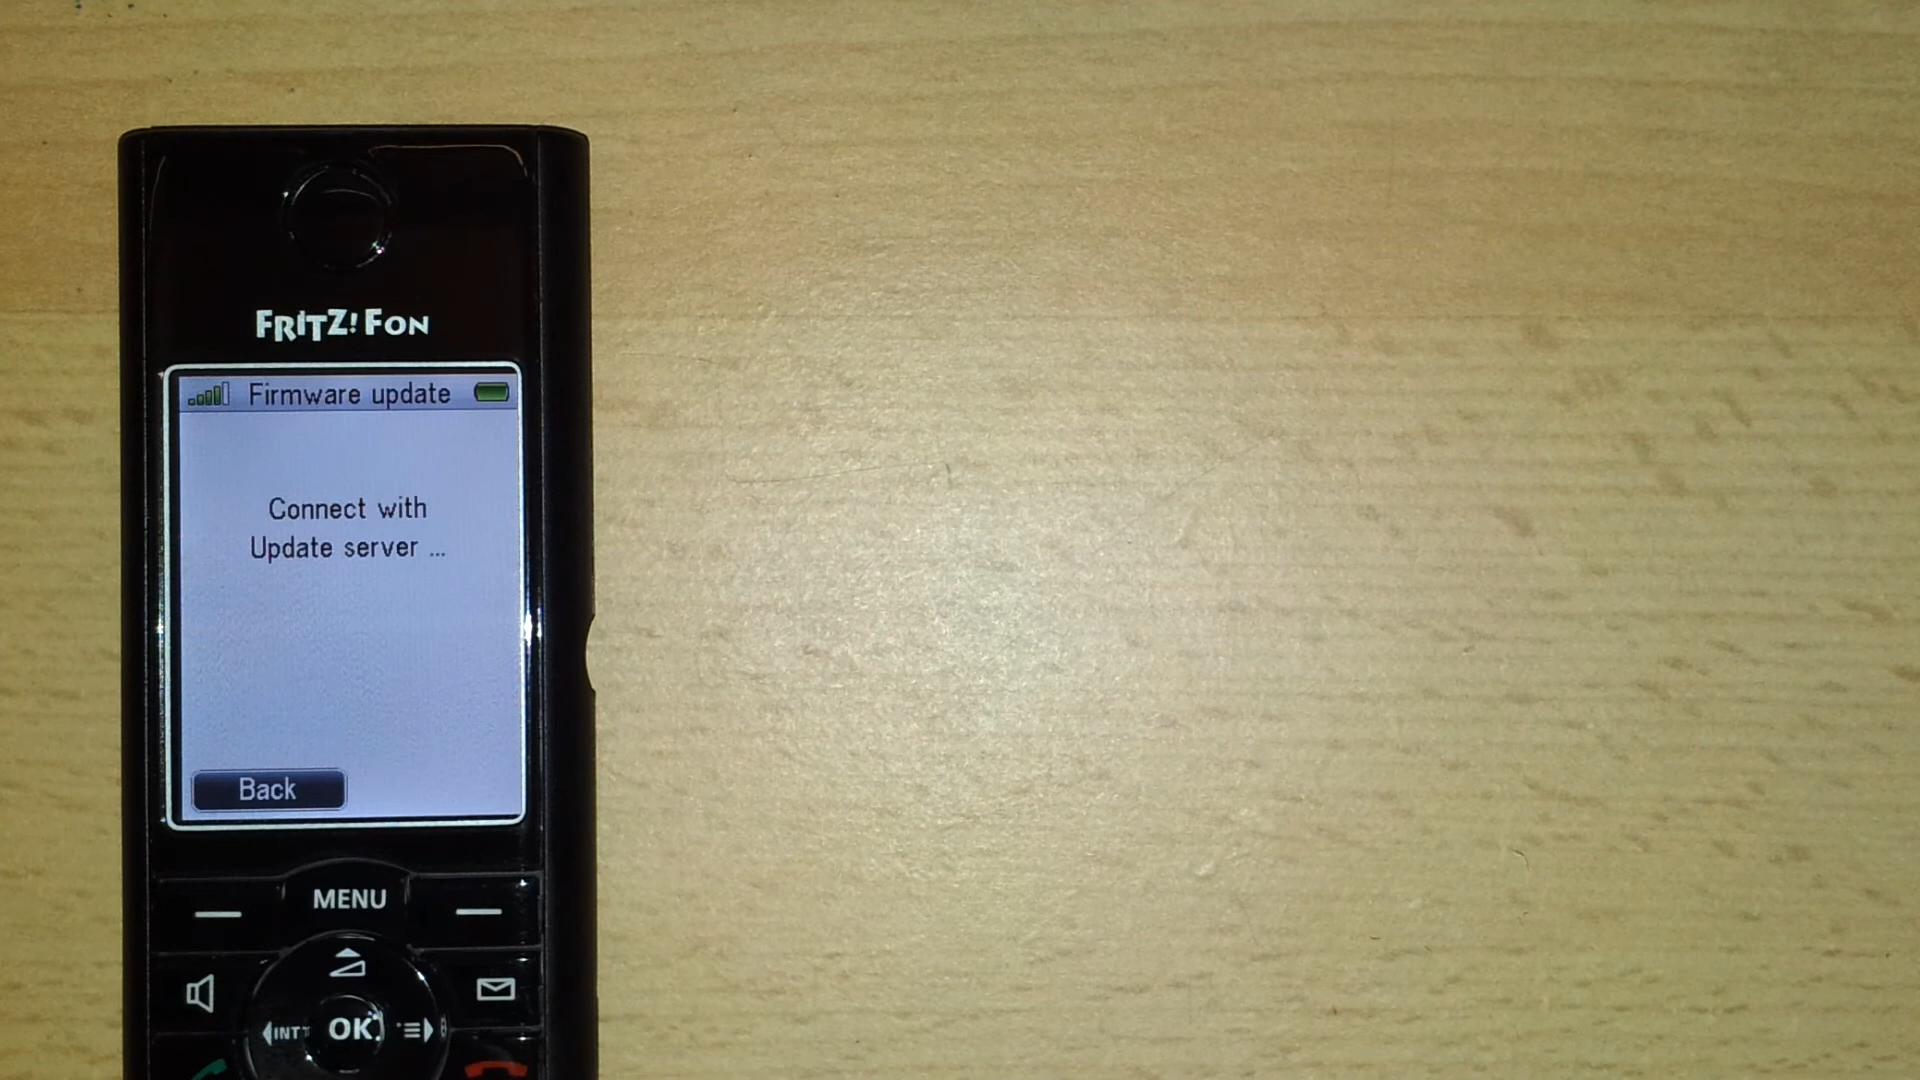 FRITZ! FON
Firmware update
Connect with
Update server ...
Back
MENU
INT
OK